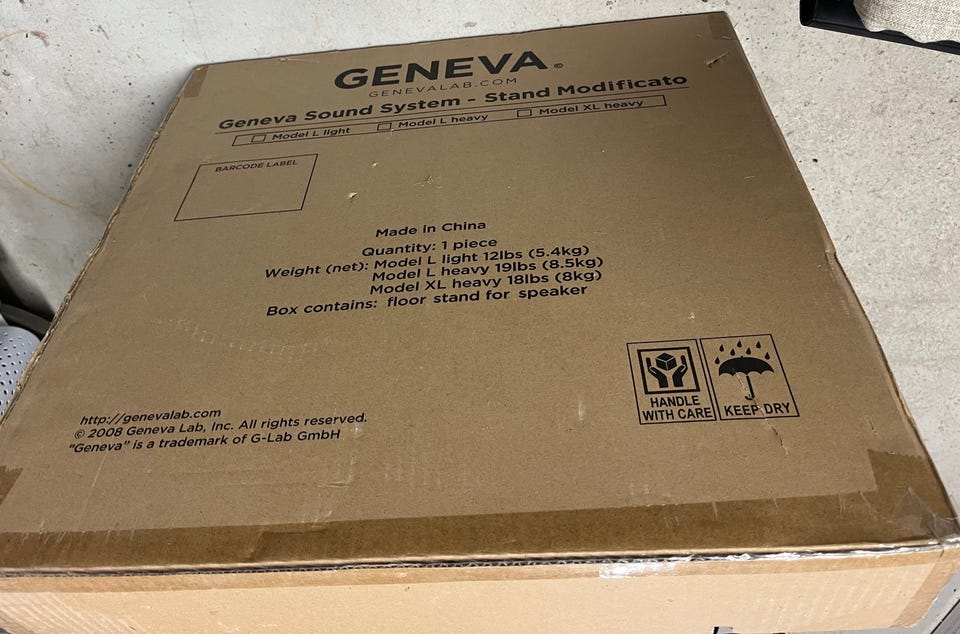 GENEVA®
GENEVALAB.COM
Geneva Sound System - Stand Modificato
Model L light Model L heavy Model XL heavy
BARCODE LABEL
Made in China
Quantity: 1 piece
Weight (net): Model L light 12lbs (5.4kg)
Model L heavy 19lbs (8.5kg)
Model XL heavy 18lbs (8kg)
Box contains: floor stand for speaker
HANDLE
WITH CARE
KEEP DRY
http://genevalab.com
© 2008 Geneva Lab, Inc. All rights reserved.
"Geneva" is a trademark of G-Lab GmbH